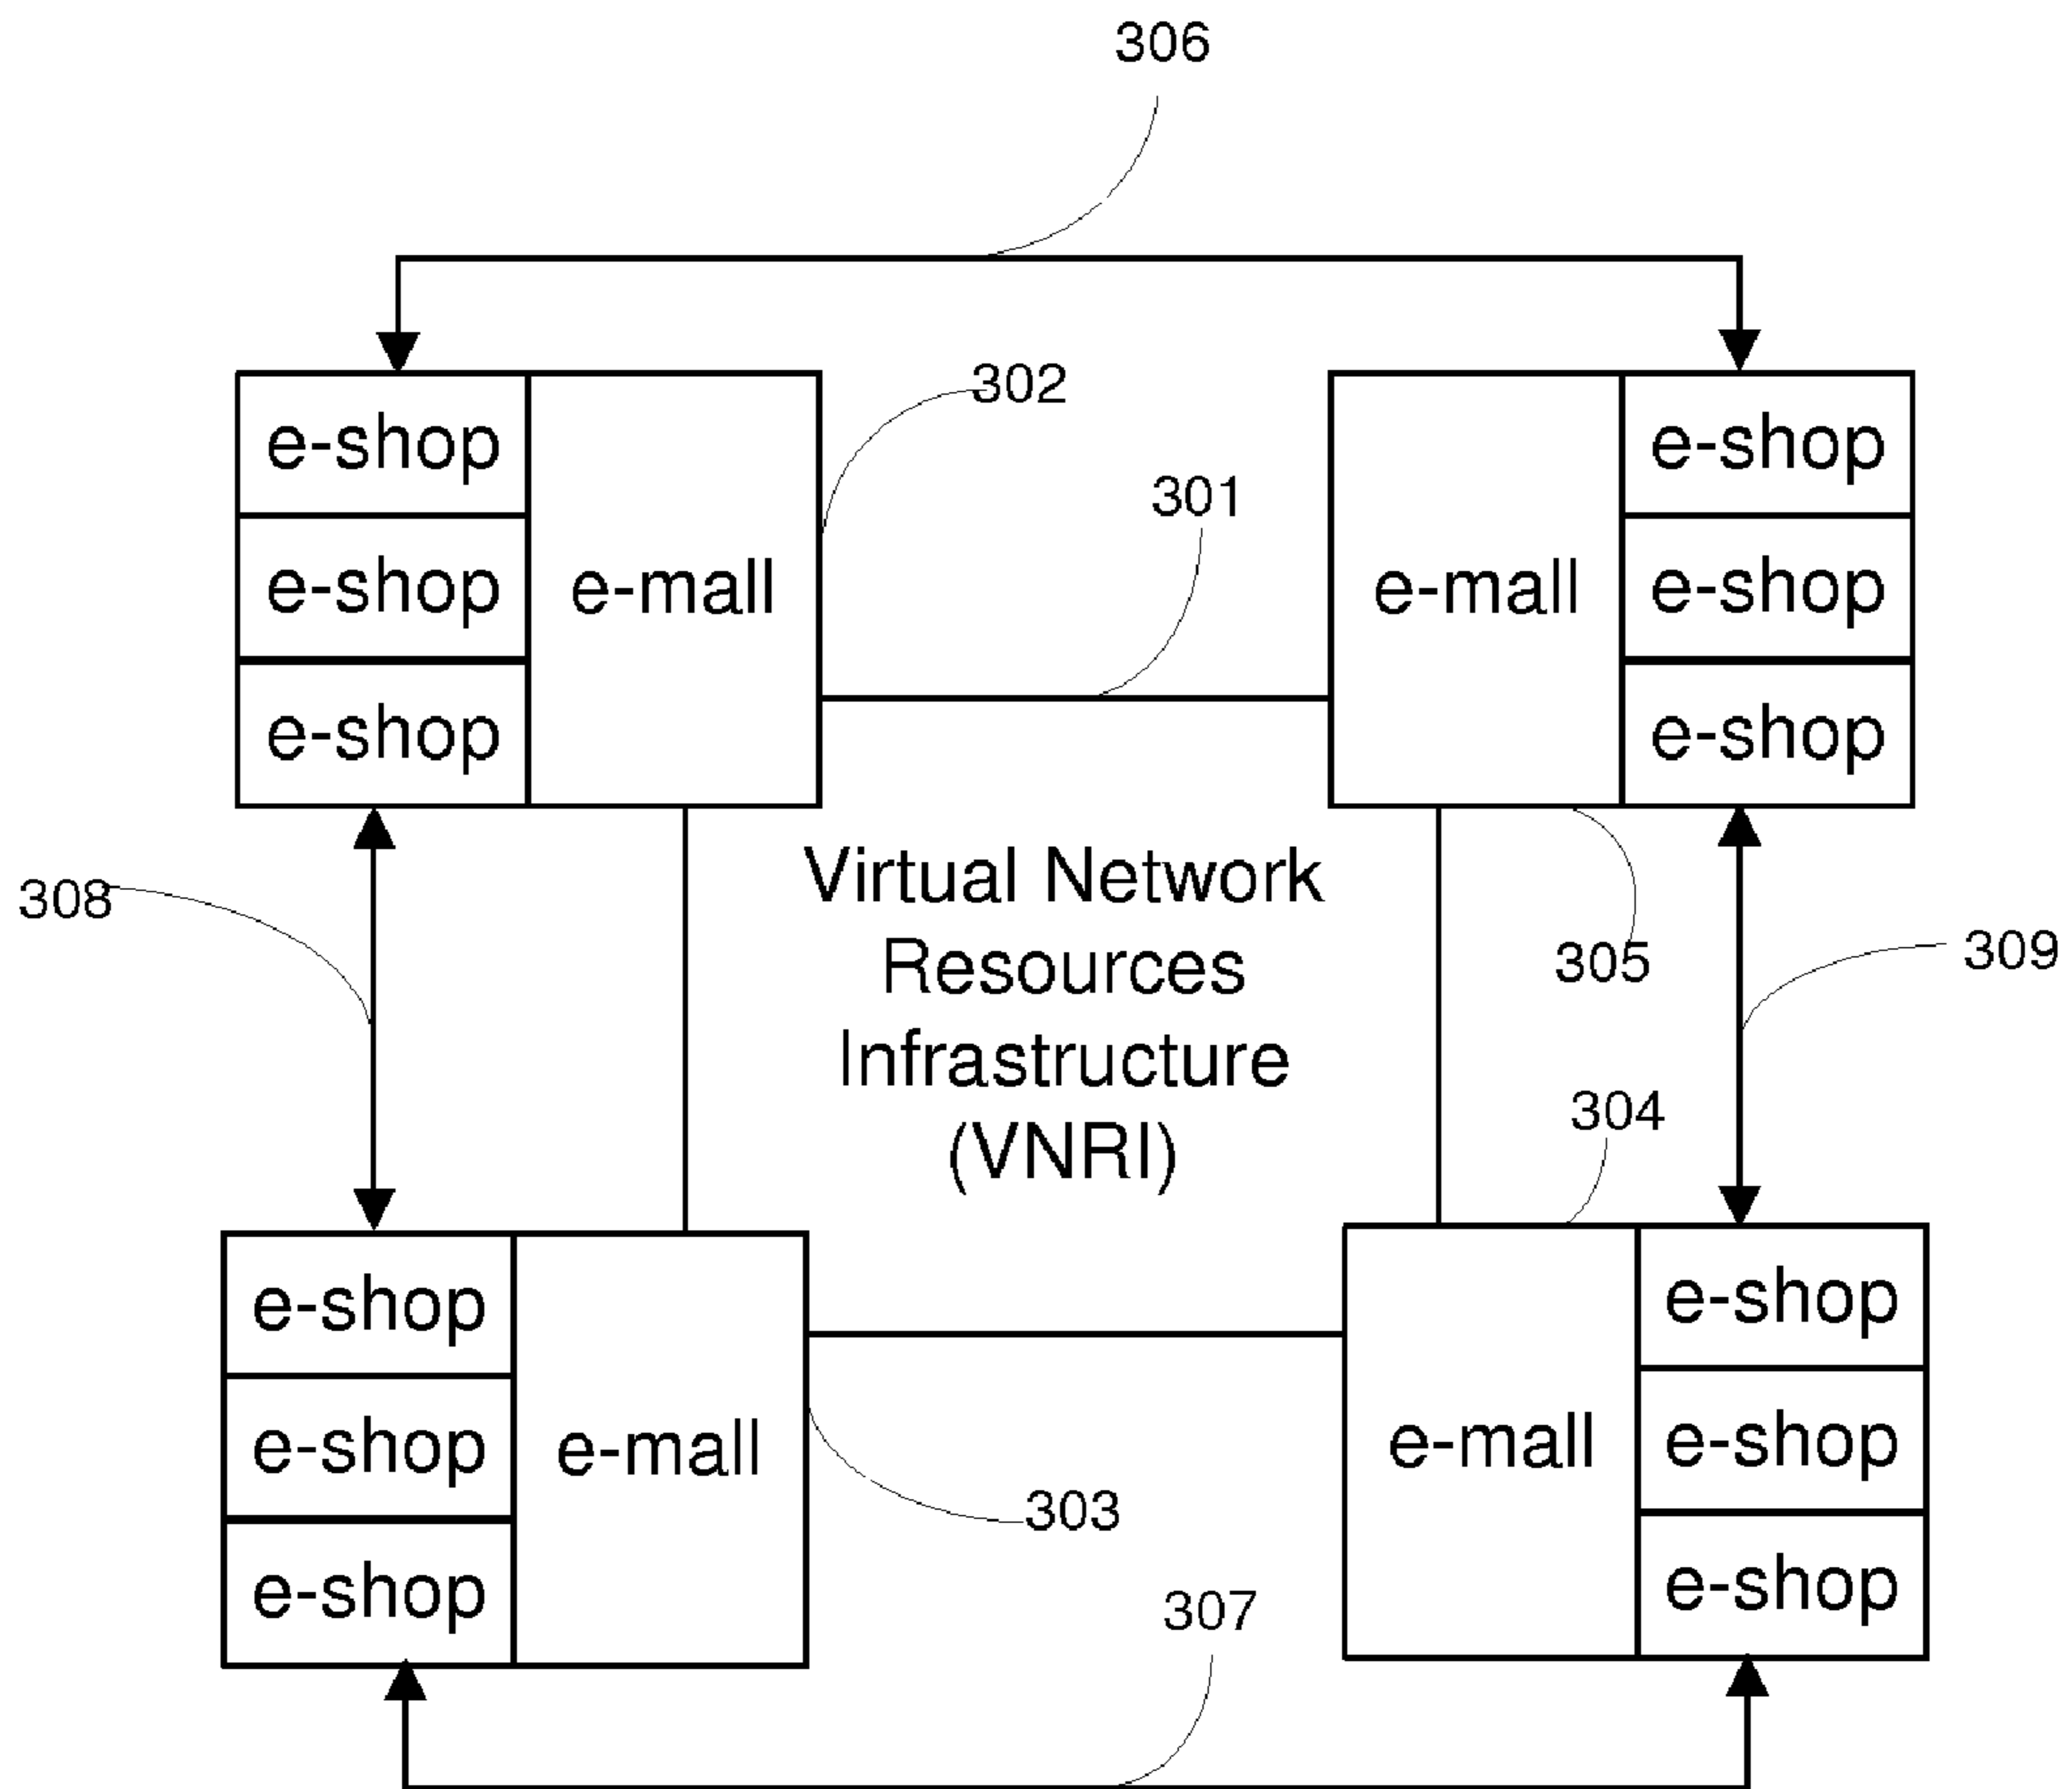 306
302
301
e-shop
e-shop
e-shop
e-mall
e-mall
e-shop
e-shop
e-shop
308
Virtual Network
Resources
Infrastructure
(VNRI)
305
309
304
e-shop
e-shop
e-shop
e-mall
e-mall
e-shop
e-shop
e-shop
303
307